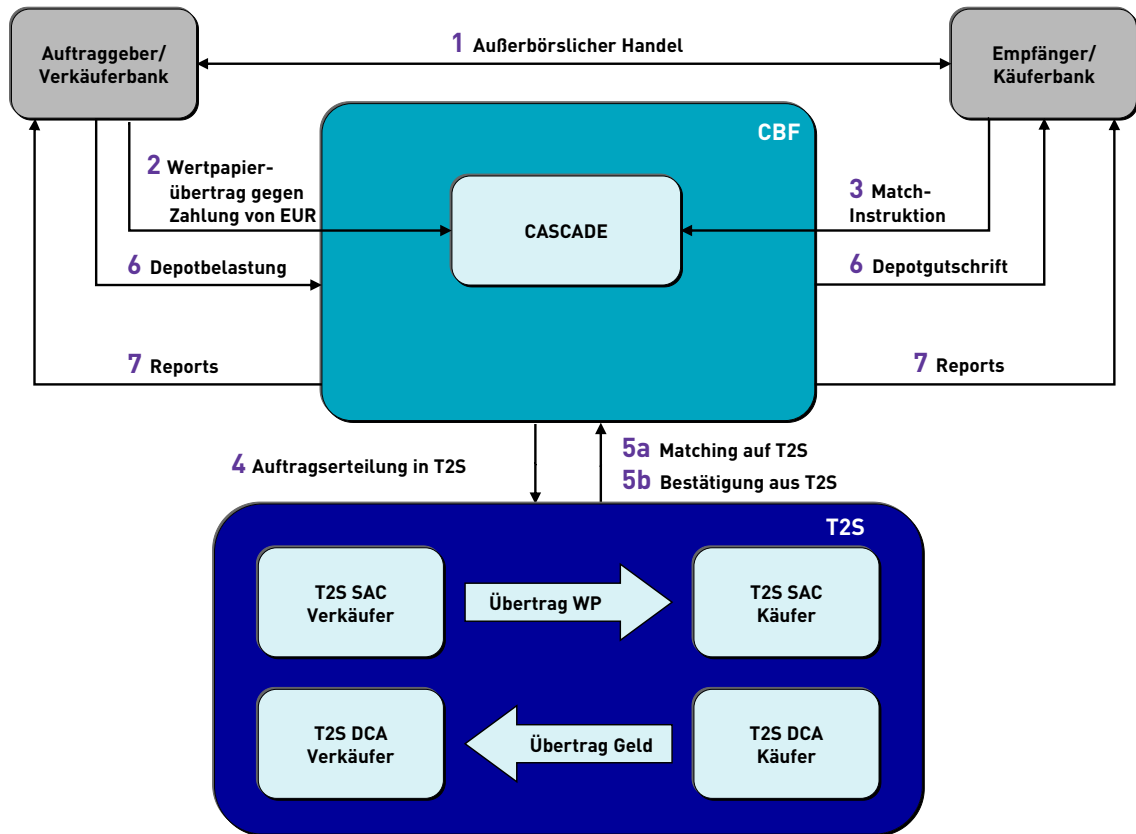 Auftraggeber/
Verkäuferbank
1 Außerbörslicher Handel
Empfänger/
Käuferbank
CBF
2 Wertpapier-
übertrag gegen
Zahlung von EUR
CASCADE
3 Match-
Instruktion
6 Depotbelastung
6 Depotgutschrift
7 Reports
7 Reports
4 Auftragserteilung in T2S
5a Matching auf T2S
5b Bestätigung aus T2S
T2S
T2S SAC
Verkäufer
Übertrag WP
T2S SAC
Käufer
T2S DCA
Verkäufer
Übertrag Geld
T2S DCA
Käufer